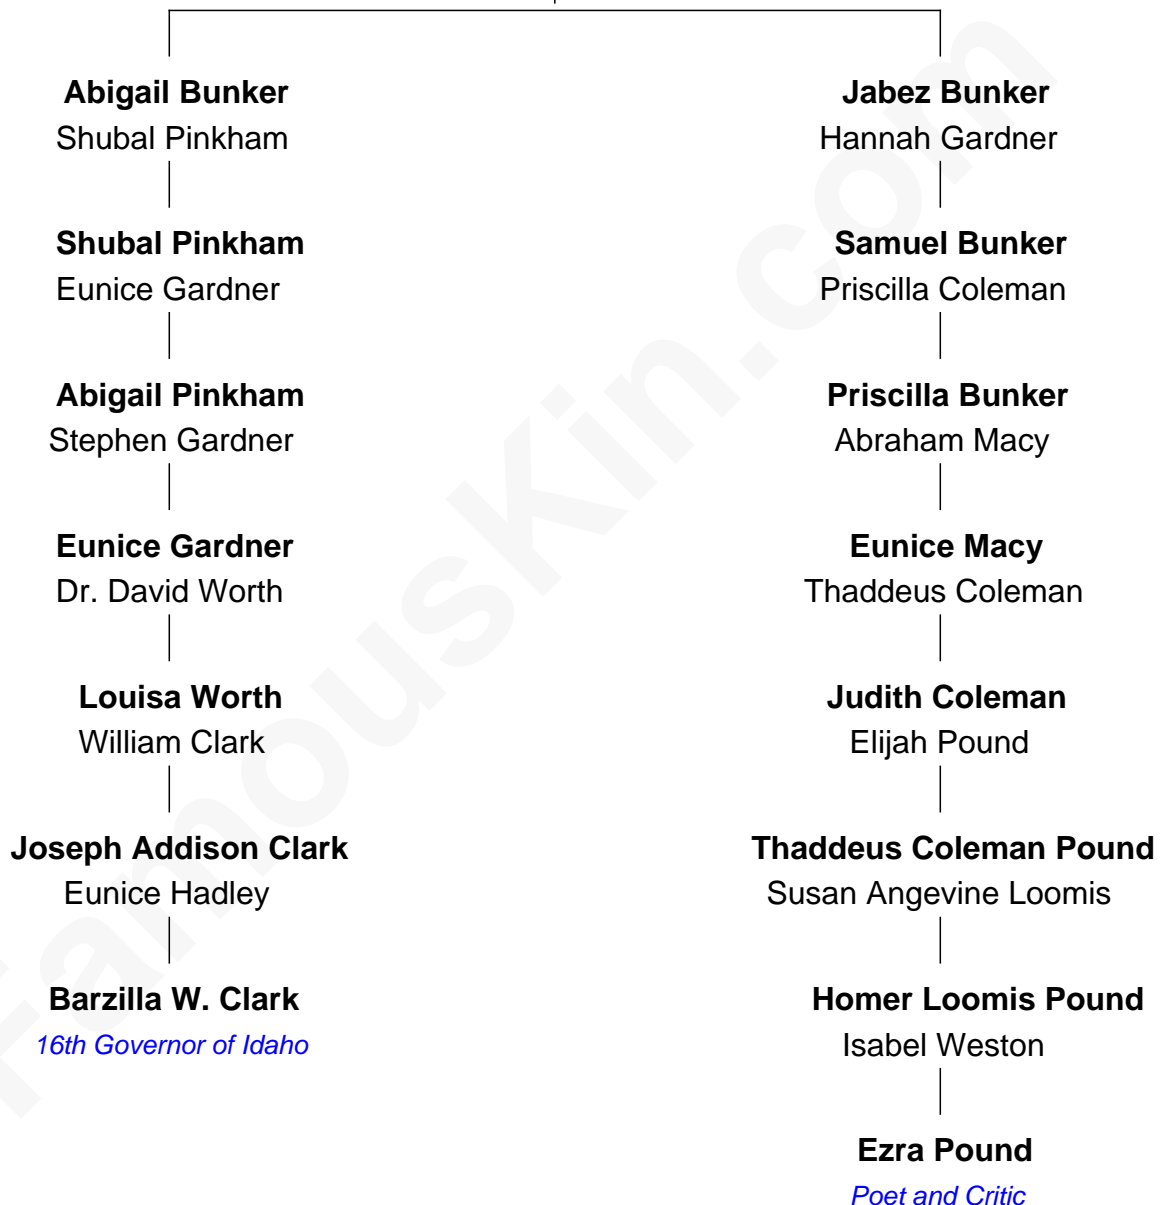 Abigail Bunker
Shubal Pinkham
Shubal Pinkham
Eunice Gardner
Abigail Pinkham
Stephen Gardner
Eunice Gardner
Dr. David Worth
Louisa Worth
William Clark
Joseph Addison Clark
Eunice Hadley
Barzilla W. Clark
16th Governor of Idaho
Jabez Bunker
Hannah Gardner
Samuel Bunker
Priscilla Coleman
Priscilla Bunker
Abraham Macy
Eunice Macy
Thaddeus Coleman
Judith Coleman
Elijah Pound
Thaddeus Coleman Pound
Susan Angevine Loomis
Homer Loomis Pound
Isabel Weston
Ezra Pound
Poet and Critic
FamousKin.com